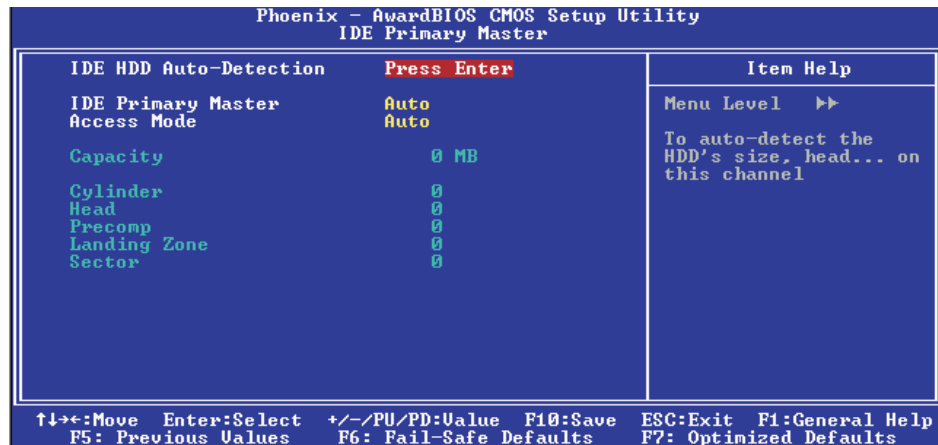 Phoenix - AwardBIOS CMOS Setup Utility
IDE Primary Master
IDE HDD Auto-Detection Press Enter
IDE Primary Master Auto
Access Mode Auto
Capacity 0 MB
Cylinder 0
Head 0
Precomp 0
Landing Zone 0
Sector 0
Item Help
Menu Level ▶▶
To auto-detect the
HDD's size, head... on
this channel
↑↓→←:Move Enter:Select +/-/PU/PD:Value F10:Save ESC:Exit F1:General Help
F5: Previous Values F6: Fail-Safe Defaults F7: Optimized Defaults